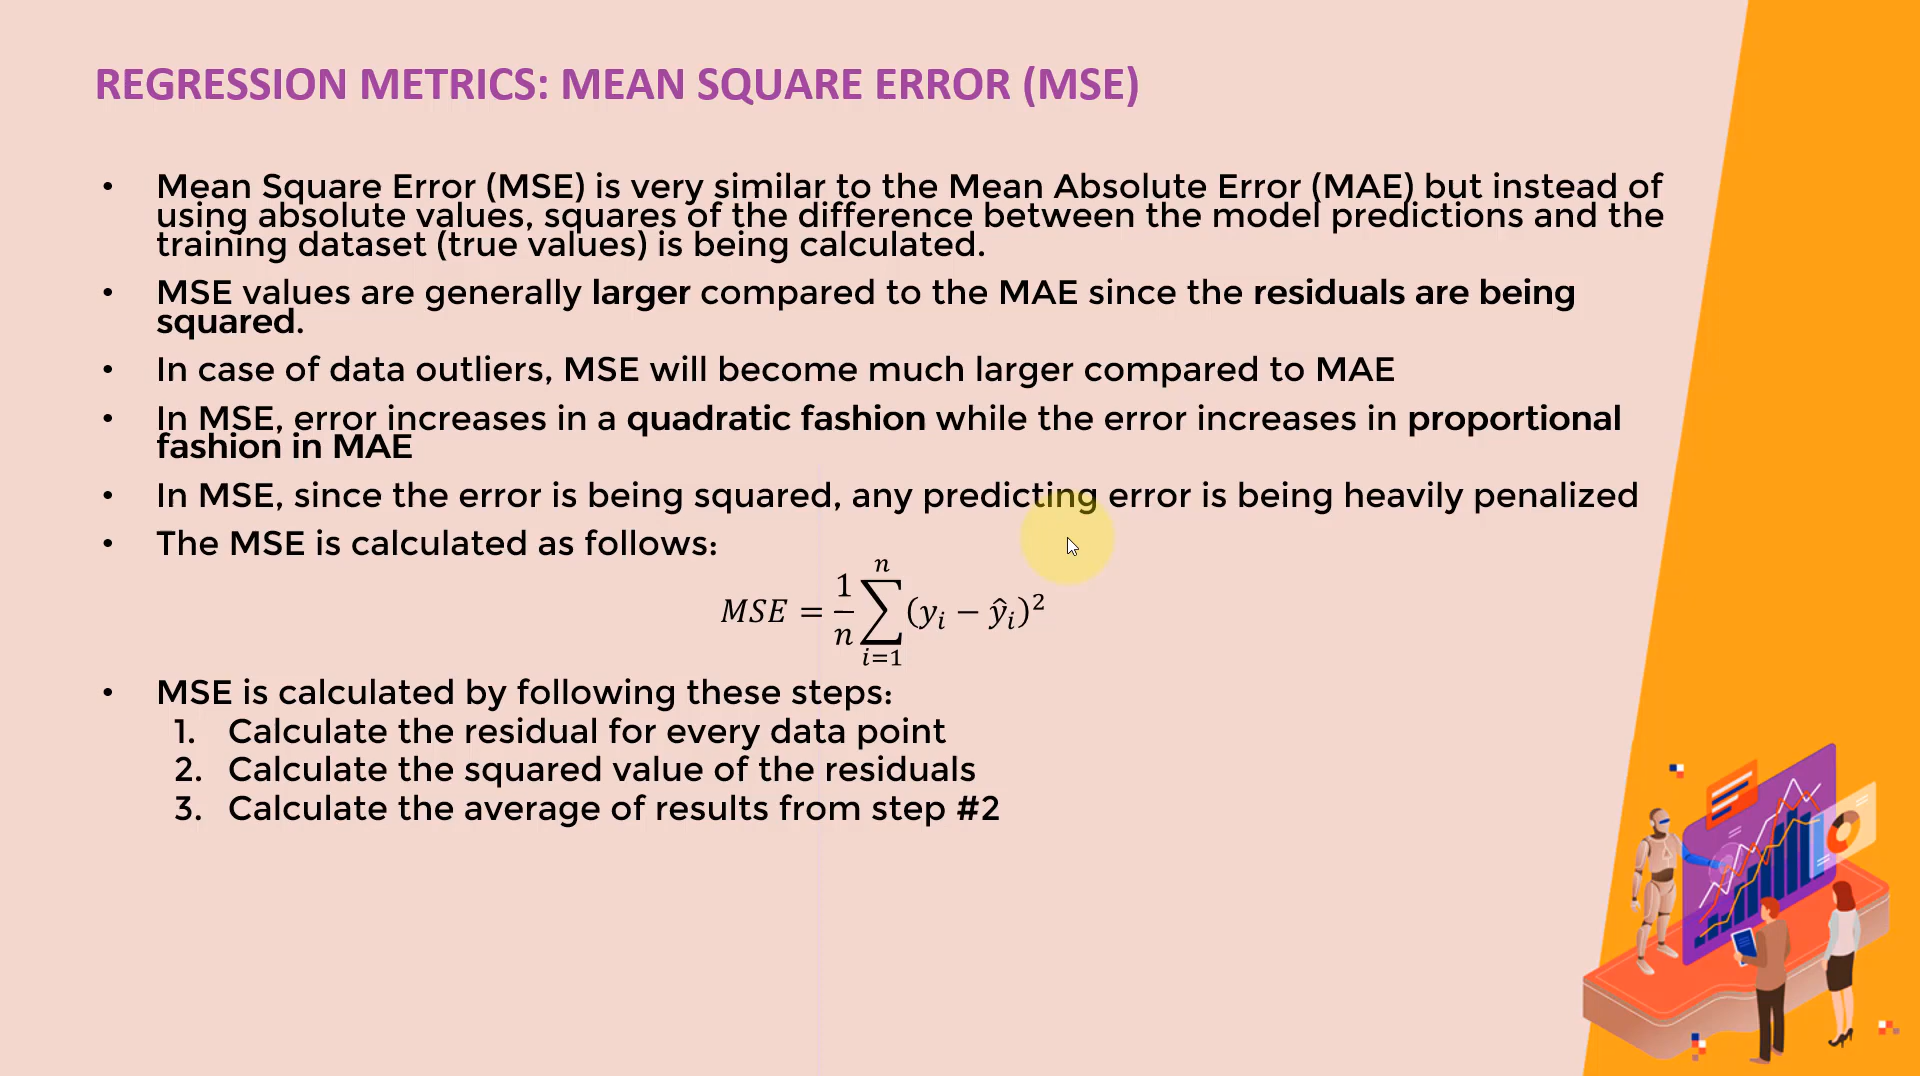 REGRESSION METRICS: MEAN SQUARE ERROR (MSE)
• Mean Square Error (MSE) is very similar to the Mean Absolute Error (MAE) but instead of
using absolute values, squares of the difference between the model predictions and the
training dataset (true values) is being calculated.
• MSE values are generally larger compared to the MAE since the residuals are being
squared.
• In case of data outliers, MSE will become much larger compared to MAE
• In MSE, error increases in a quadratic fashion while the error increases in proportional
fashion in MAE
• In MSE, since the error is being squared, any predicting error is being heavily penalized
• The MSE is calculated as follows:
MSE = 1/n ∑_{i=1}^{n} (y_i − ŷ_i)²
• MSE is calculated by following these steps:
1. Calculate the residual for every data point
2. Calculate the squared value of the residuals
3. Calculate the average of results from step #2